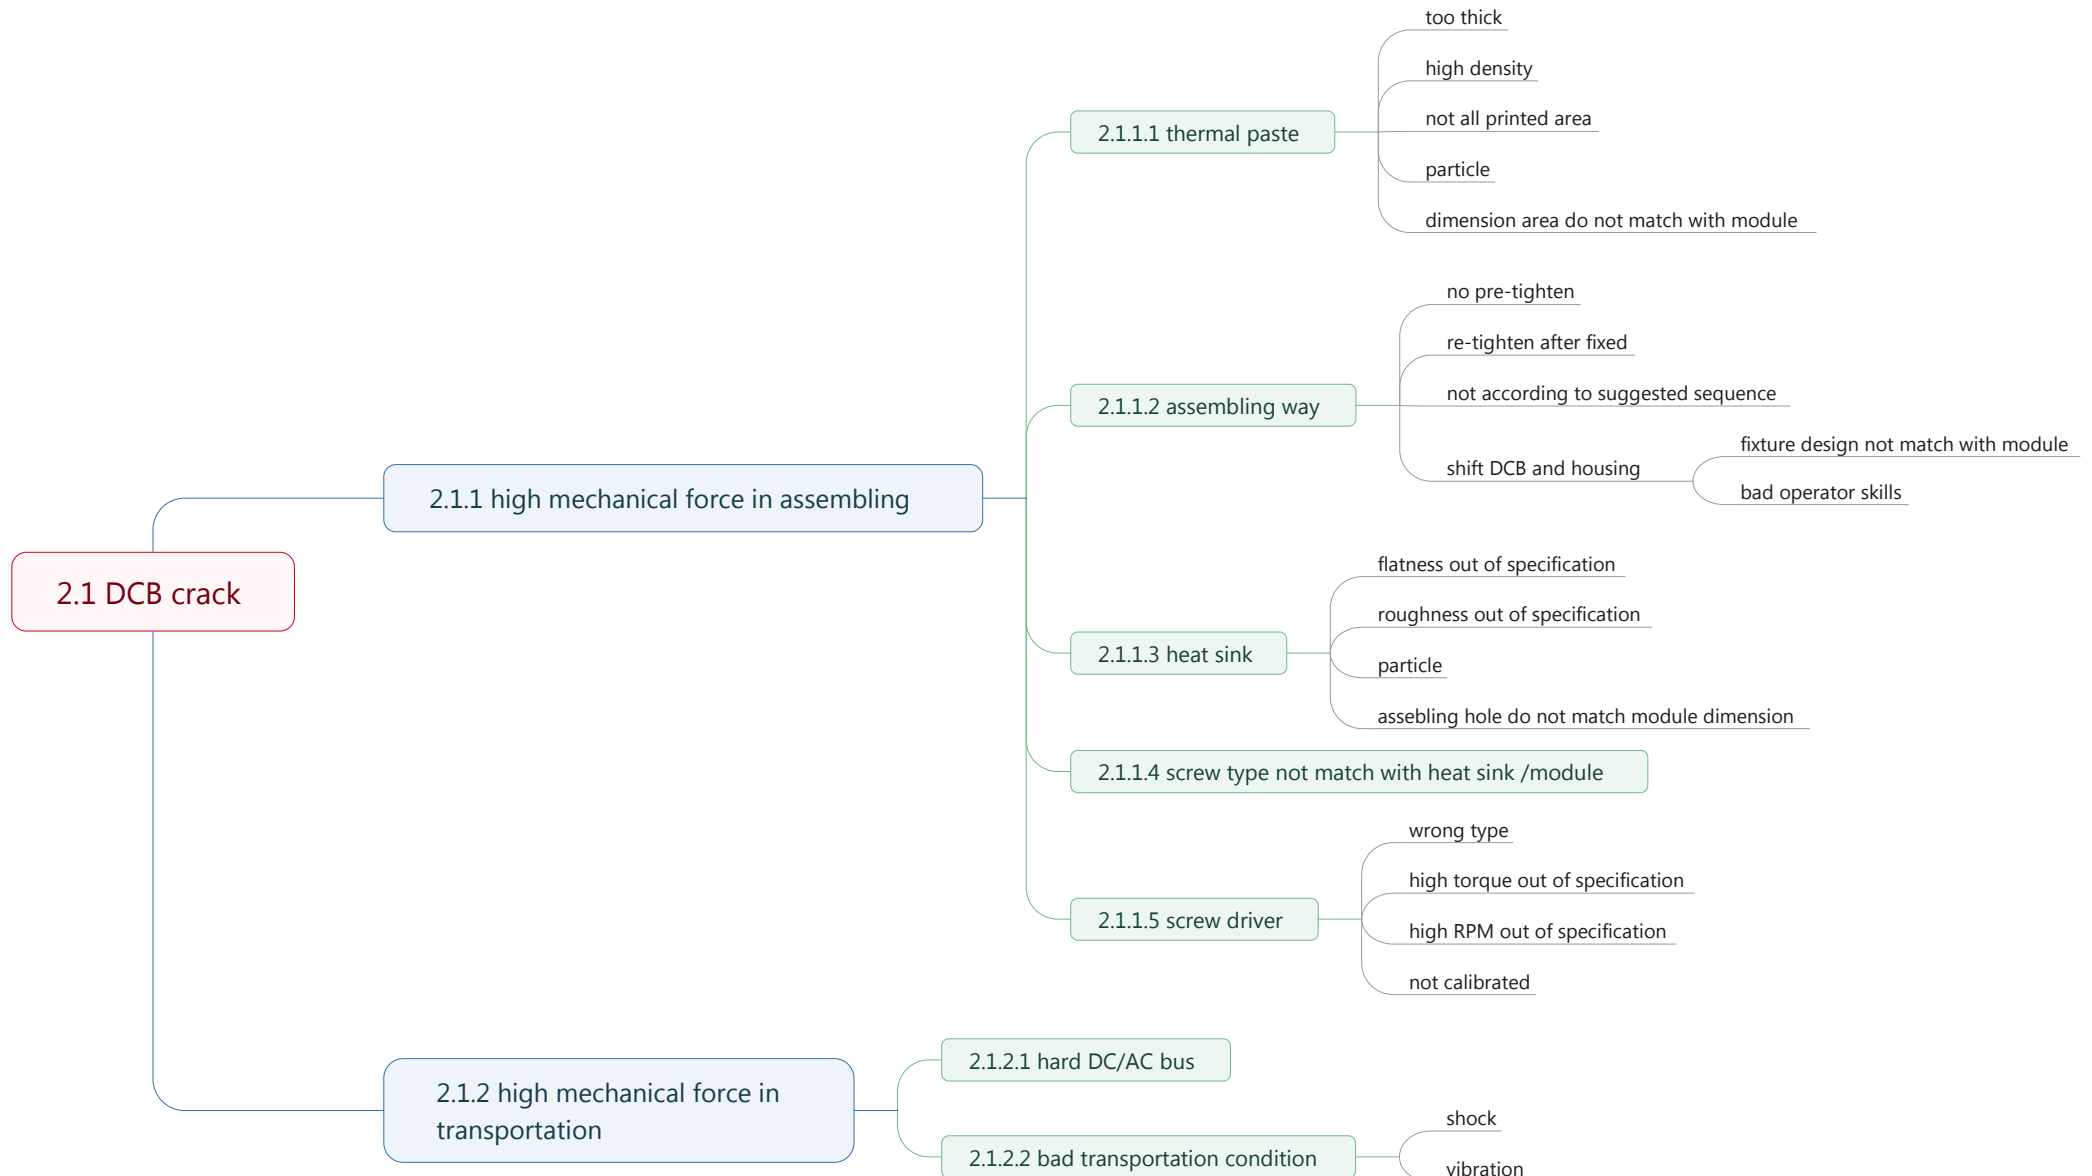 2.1 DCB crack
2.1.1 high mechanical force in assembling
2.1.1.1 thermal paste
too thick
high density
not all printed area
particle
dimension area do not match with module
2.1.1.2 assembling way
no pre-tighten
re-tighten after fixed
not according to suggested sequence
shift DCB and housing
fixture design not match with module
bad operator skills
2.1.1.3 heat sink
flatness out of specification
roughness out of specification
particle
assebling hole do not match module dimension
2.1.1.4 screw type not match with heat sink /module
2.1.1.5 screw driver
wrong type
high torque out of specification
high RPM out of specification
not calibrated
2.1.2 high mechanical force in
transportation
2.1.2.1 hard DC/AC bus
2.1.2.2 bad transportation condition
shock
vibration